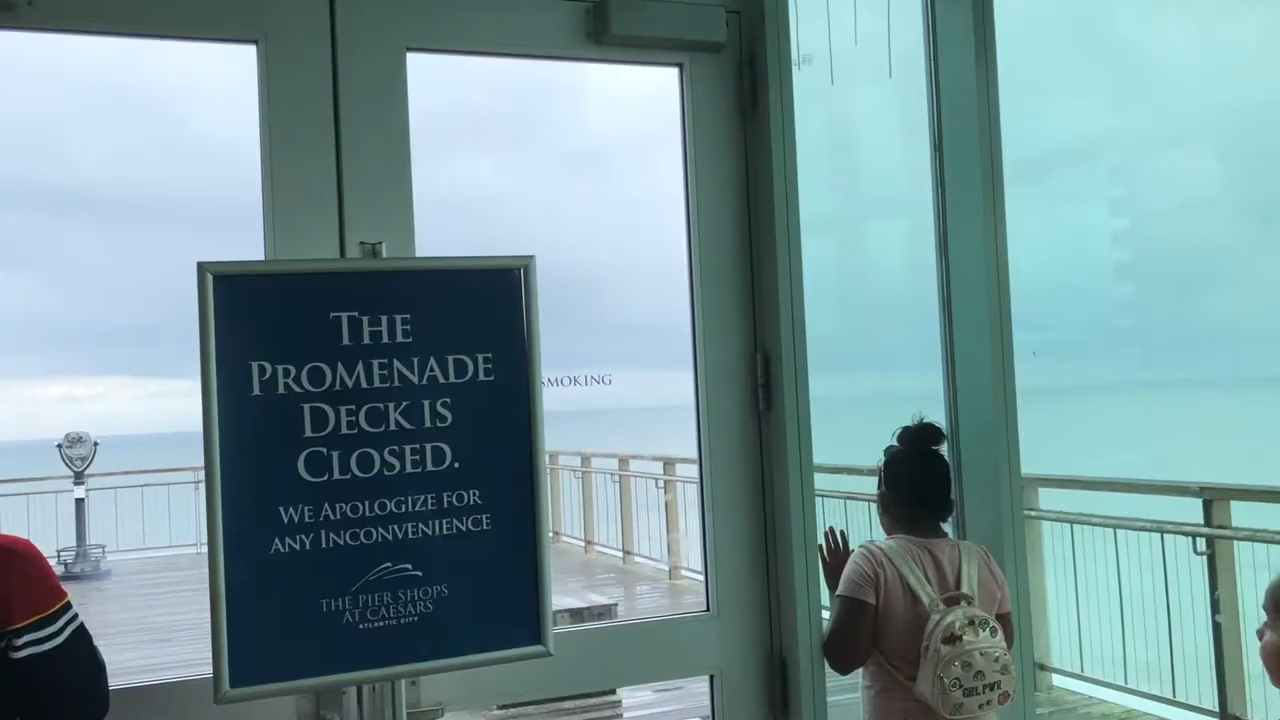 THE
PROMENADE
DECK IS
CLOSED.
WE APOLOGIZE FOR
ANY INCONVENIENCE
THE PIER SHOPS
AT CAESARS
ATLANTIC CITY
SMOKING
GRL PWR